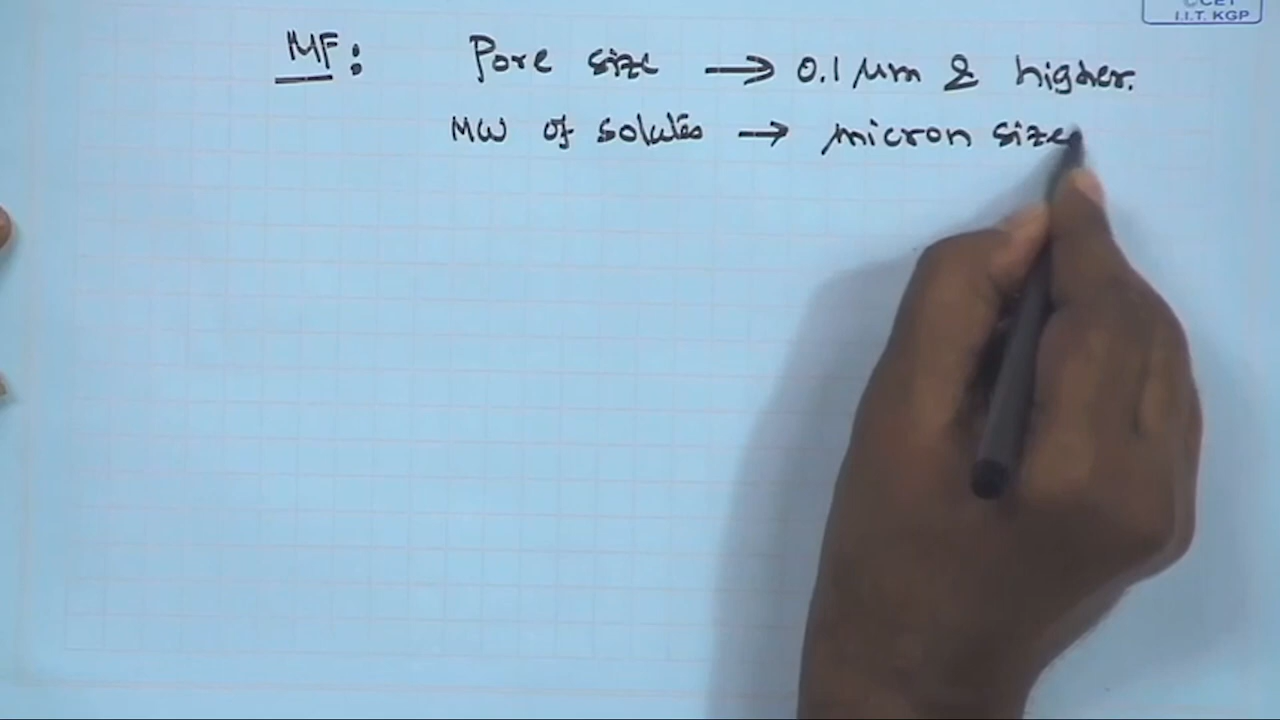 ©CET
I.I.T. KGP
MF: Pore size → 0.1 μm & higher.
MW of solutes → micron size